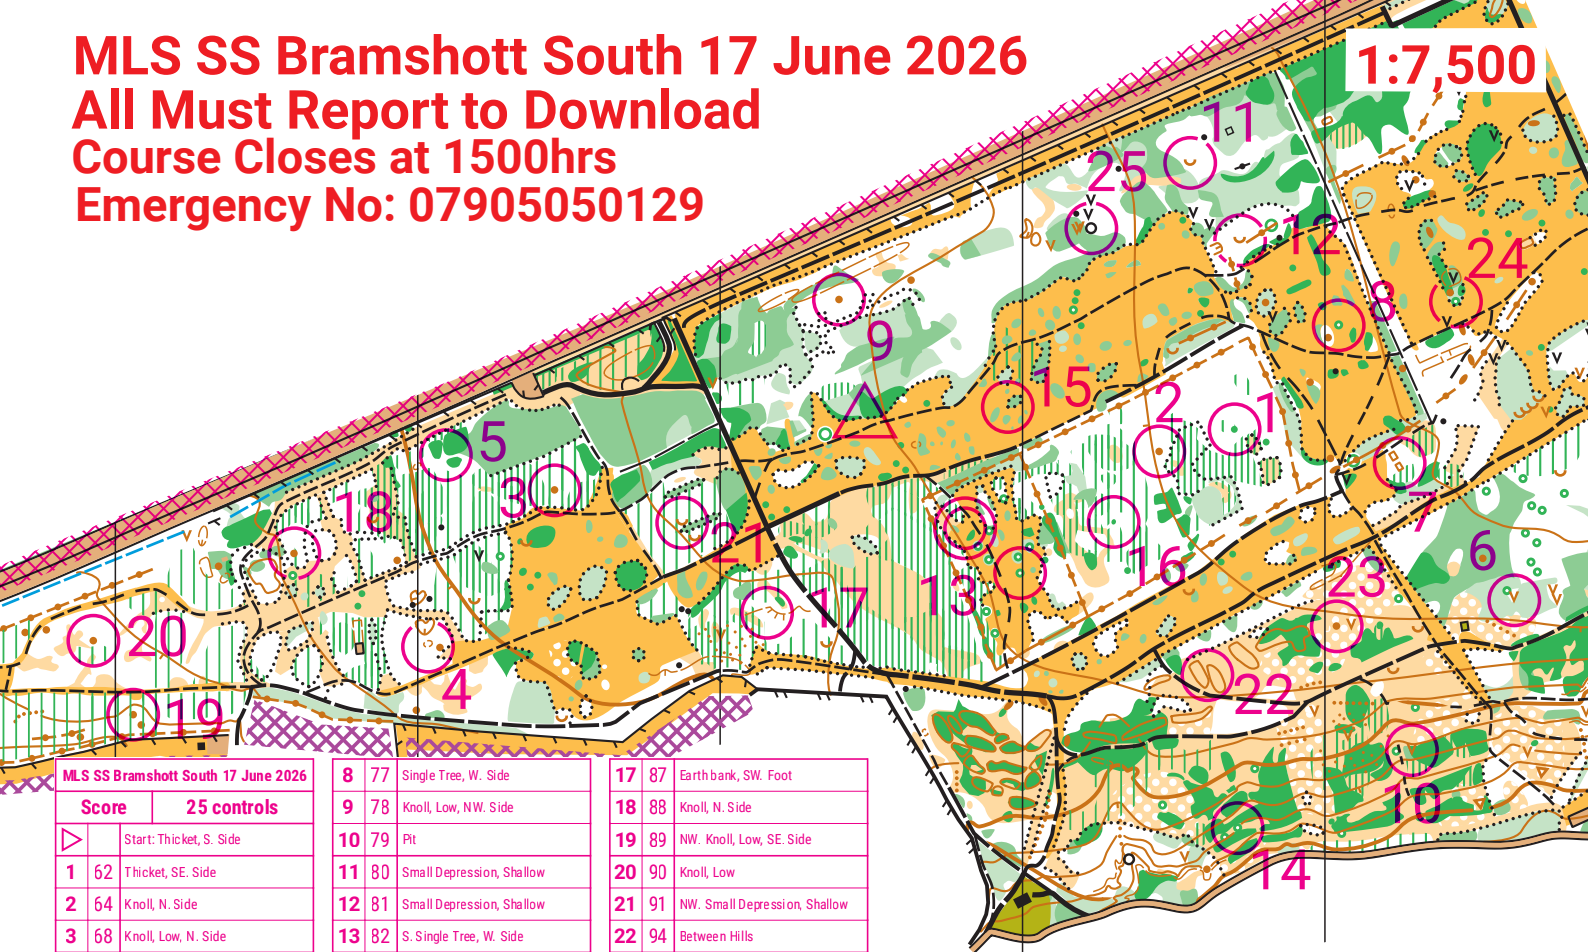 MLS SS Bramshott South 17 June 2026
All Must Report to Download
Course Closes at 1500hrs
Emergency No: 07905050129
1:7,500
11
25
12
24
8
9
15
2
1
5
3
18
21
7
6
16
13
23
17
20
4
22
19
10
14
MLS SS Bramshott South 17 June 2026
Score 25 controls
Start: Thicket, S. Side
1 62 Thicket, SE. Side
2 64 Knoll, N. Side
3 68 Knoll, Low, N. Side
8 77 Single Tree, W. Side
9 78 Knoll, Low, NW. Side
10 79 Pit
11 80 Small Depression, Shallow
12 81 Small Depression, Shallow
13 82 S. Single Tree, W. Side
17 87 Earth bank, SW. Foot
18 88 Knoll, N. Side
19 89 NW. Knoll, Low, SE. Side
20 90 Knoll, Low
21 91 NW. Small Depression, Shallow
22 94 Between Hills